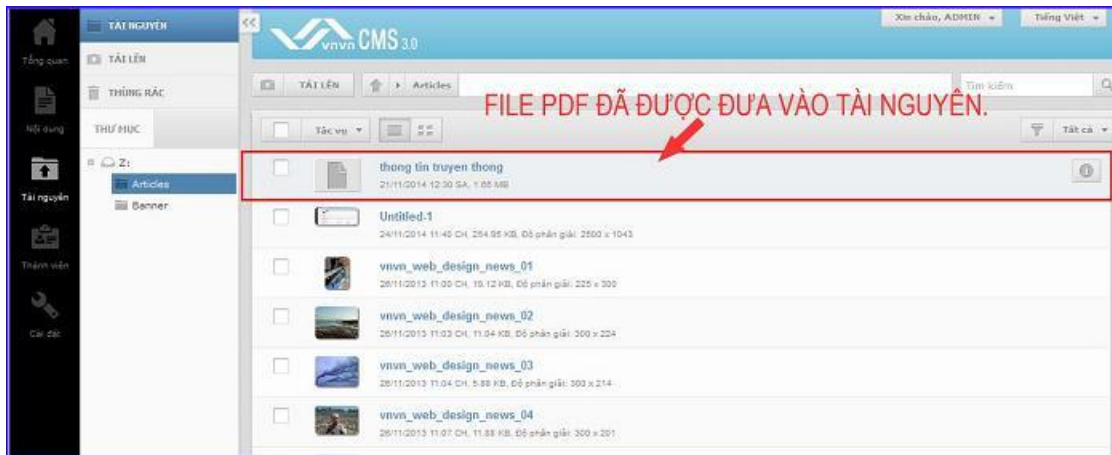 Tổng quan
Nội dung
Tài nguyên
Thành viên
Cài đặt
TÀI NGUYÊN
TẢI LÊN
THÙNG RÁC
THƯ MỤC
Z:
Articles
Banner
vnvn CMS 3.0
Xin chào, ADMIN
Tiếng Việt
TẢI LÊN
Articles
Tìm kiếm
FILE PDF ĐÃ ĐƯỢC ĐƯA VÀO TÀI NGUYÊN.
Tác vụ
Tất cả
thong tin truyen thong
21/11/2014 12:30 SA, 1.65 MB
Untitled-1
24/11/2014 11:40 CH, 254.95 KB, Độ phân giải: 2500 x 1043
vnvn_web_design_news_01
26/11/2013 11:00 CH, 19.12 KB, Độ phân giải: 225 x 300
vnvn_web_design_news_02
26/11/2013 11:03 CH, 11.04 KB, Độ phân giải: 300 x 224
vnvn_web_design_news_03
26/11/2013 11:04 CH, 5.88 KB, Độ phân giải: 300 x 214
vnvn_web_design_news_04
26/11/2013 11:07 CH, 11.88 KB, Độ phân giải: 300 x 201